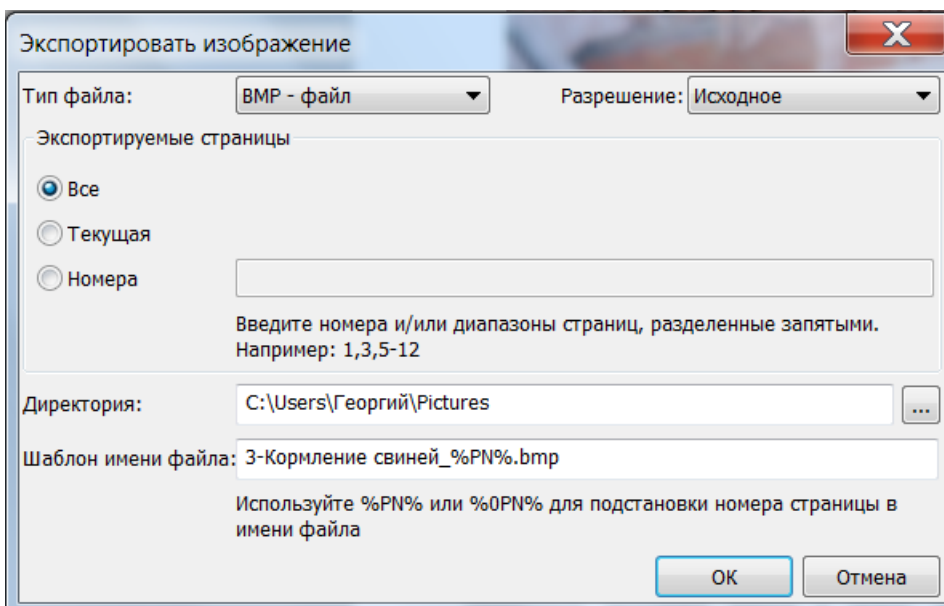 Экспортировать изображение
Тип файла: BMP - файл Разрешение: Исходное
Экспортируемые страницы
Все
Текущая
Номера
Введите номера и/или диапазоны страниц, разделенные запятыми.
Например: 1,3,5-12
Директория: C:\Users\Георгий\Pictures ...
Шаблон имени файла: 3-Кормление свиней_%PN%.bmp
Используйте %PN% или %0PN% для подстановки номера страницы в
имени файла
ОК Отмена